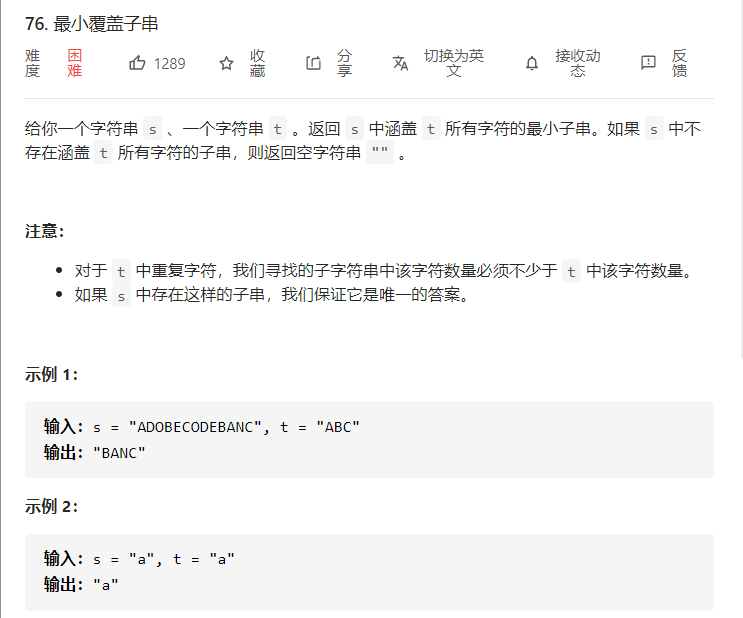 76. 最小覆盖子串
难度 困难 1289 收藏 分享 切换为英文 接收动态 反馈
给你一个字符串 s 、一个字符串 t 。返回 s 中涵盖 t 所有字符的最小子串。如果 s 中不
存在涵盖 t 所有字符的子串，则返回空字符串 "" 。
注意：
对于 t 中重复字符，我们寻找的子字符串中该字符数量必须不少于 t 中该字符数量。
如果 s 中存在这样的子串，我们保证它是唯一的答案。
示例 1：
输入：s = "ADOBECODEBANC", t = "ABC"
输出："BANC"
示例 2：
输入：s = "a", t = "a"
输出："a"